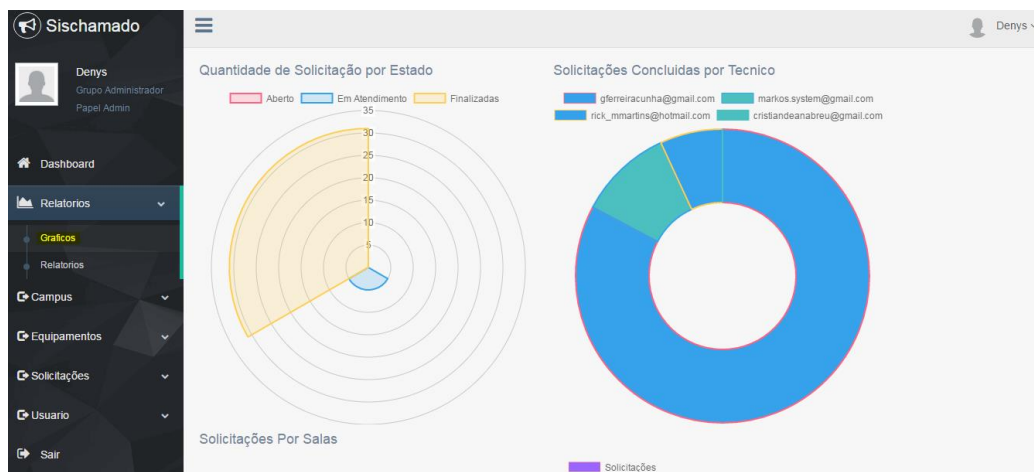 Sischamado
Denys
Denys
Grupo Administrador
Papel Admin
Dashboard
Relatorios
Graficos
Relatorios
Campus
Equipamentos
Solicitações
Usuario
Sair
Quantidade de Solicitação por Estado
Aberto Em Atendimento Finalizadas
35
30
25
20
15
10
5
Solicitações Concluidas por Tecnico
gferreiracunha@gmail.com markos.system@gmail.com
rick_mmartins@hotmail.com cristiandeanabreu@gmail.com
Solicitações Por Salas
Solicitações